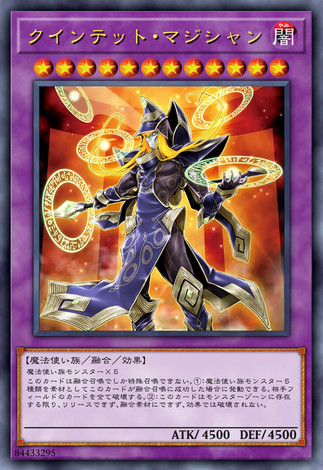 クインテット・マジシャン
闇
やみ
【魔法使い族／融合／効果】
魔法使い族モンスター×５
このカードは融合召喚でしか特殊召喚できない。①：魔法使い族モンスター５
種類を素材としてこのカードが融合召喚に成功した場合に発動できる。相手フ
ィールドのカードを全て破壊する。②：このカードはモンスターゾーンに存在
する限り、リリースできず、融合素材にできず、効果では破壊されない。
ATK/ 4500 DEF/ 4500
84433295